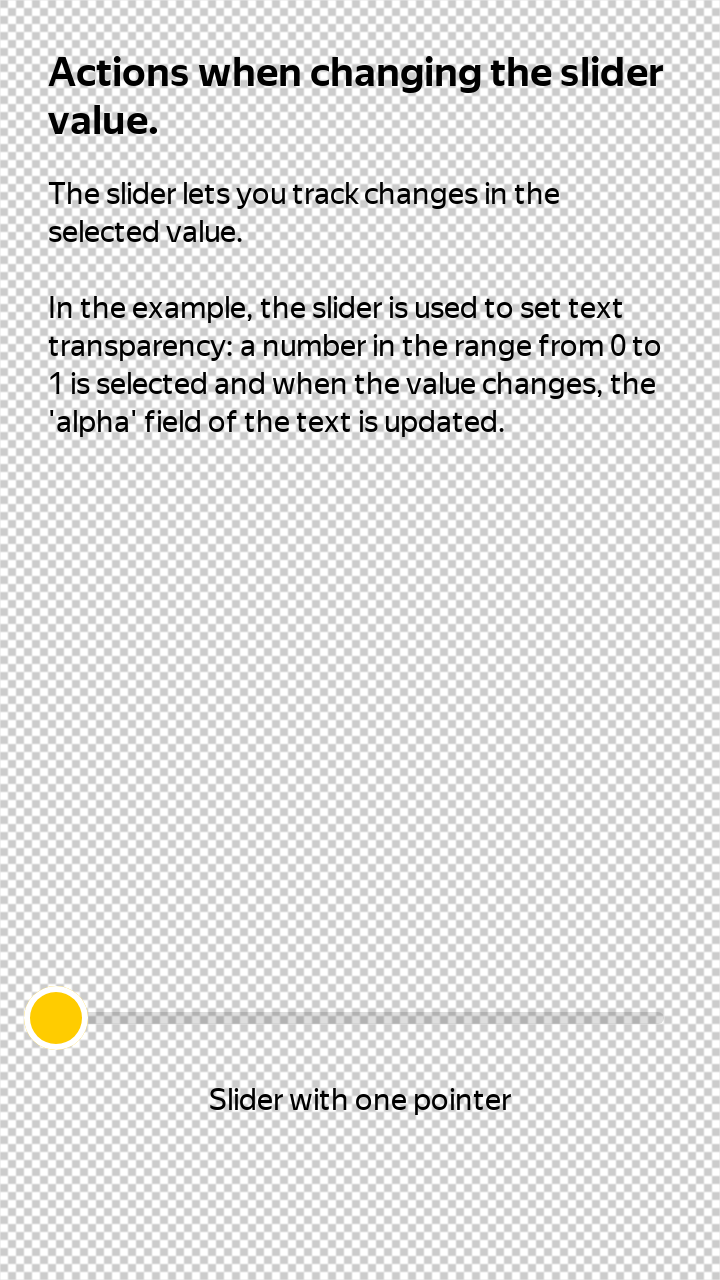 Actions when changing the slider
value.
The slider lets you track changes in the
selected value.
In the example, the slider is used to set text
transparency: a number in the range from 0 to
1 is selected and when the value changes, the
'alpha' field of the text is updated.
Slider with one pointer